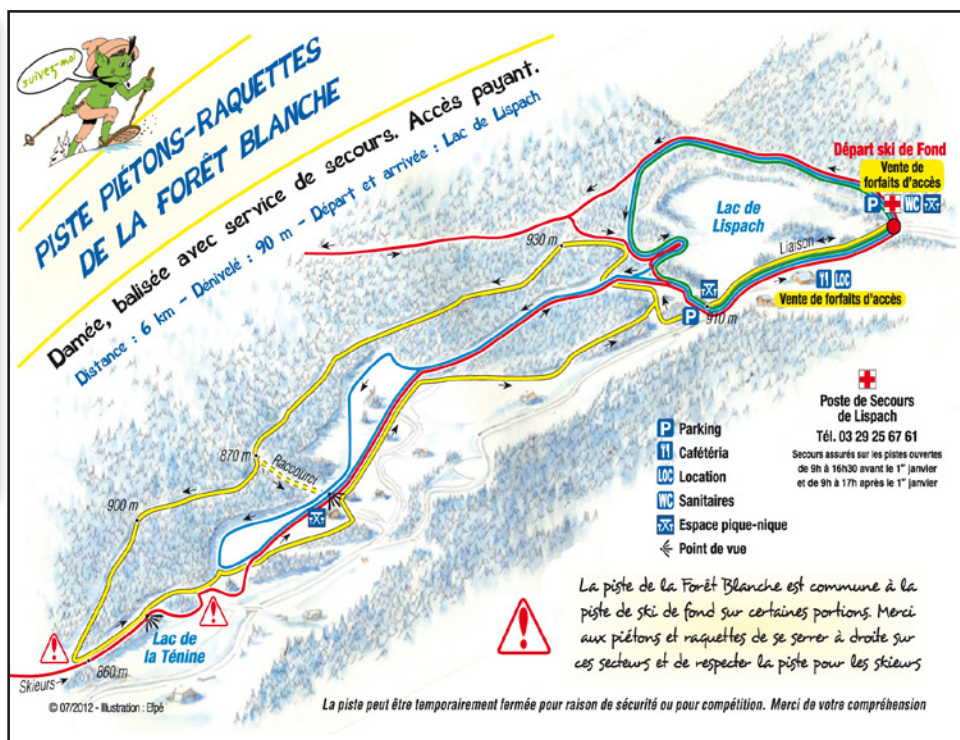 suivez-moi
PISTE PIÉTONS-RAQUETTES
DE LA FORÊT BLANCHE
Damée, balisée avec service de secours. Accès payant.
Distance : 6 km - Dénivelé : 90 m - Départ et arrivée : Lac de Lispach
Départ ski de Fond
Vente de
forfaits d'accès
P WC
Lac de
Lispach
Liaison
930 m
LOC
Vente de forfaits d'accès
P
910 m
Poste de Secours
de Lispach
Tél. 03 29 25 67 61
Secours assurés sur les pistes ouvertes
de 9h à 16h30 avant le 1er janvier
et de 9h à 17h après le 1er janvier
P Parking
Cafétéria
LOC Location
WC Sanitaires
Espace pique-nique
Point de vue
870 m
Raccourci
900 m
Lac de
la Ténine
860 m
Skieurs
La piste de la Forêt Blanche est commune à la
piste de ski de fond sur certaines portions. Merci
aux piétons et raquettes de se serrer à droite sur
ces secteurs et de respecter la piste pour les skieurs
© 07/2012 - Illustration : Efpé
La piste peut être temporairement fermée pour raison de sécurité ou pour compétition. Merci de votre compréhension